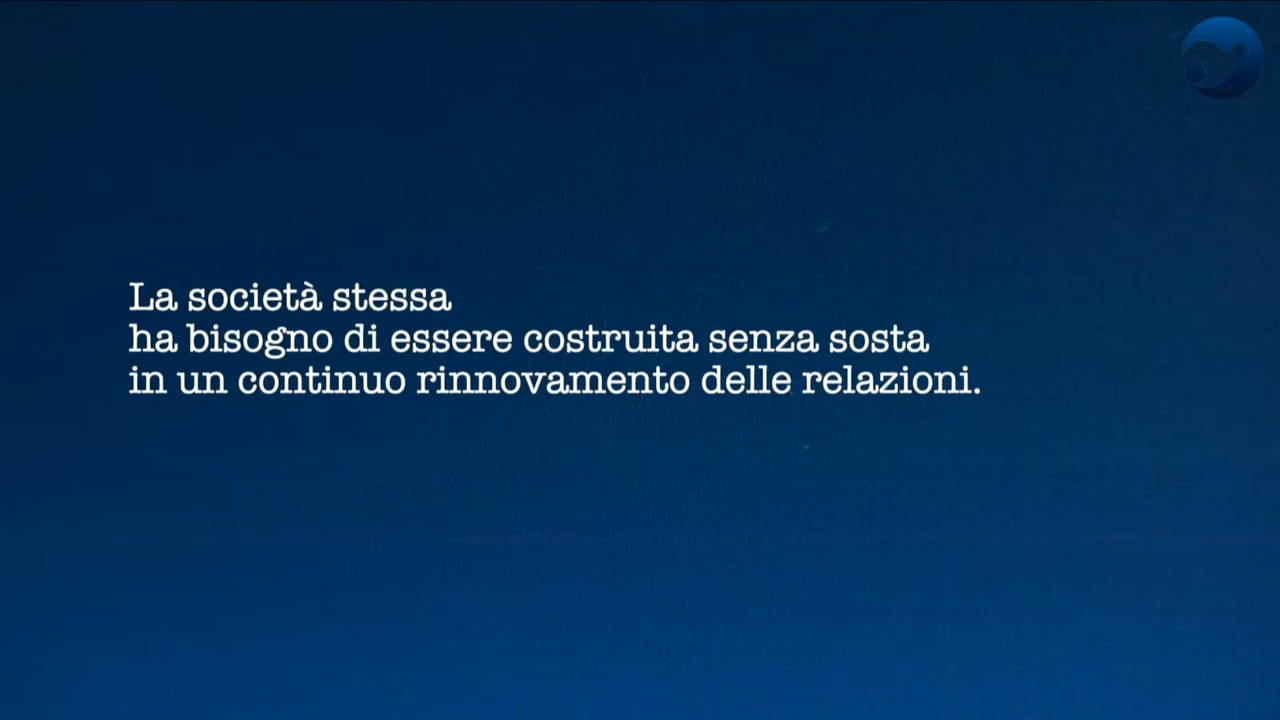 La società stessa
ha bisogno di essere costruita senza sosta
in un continuo rinnovamento delle relazioni.